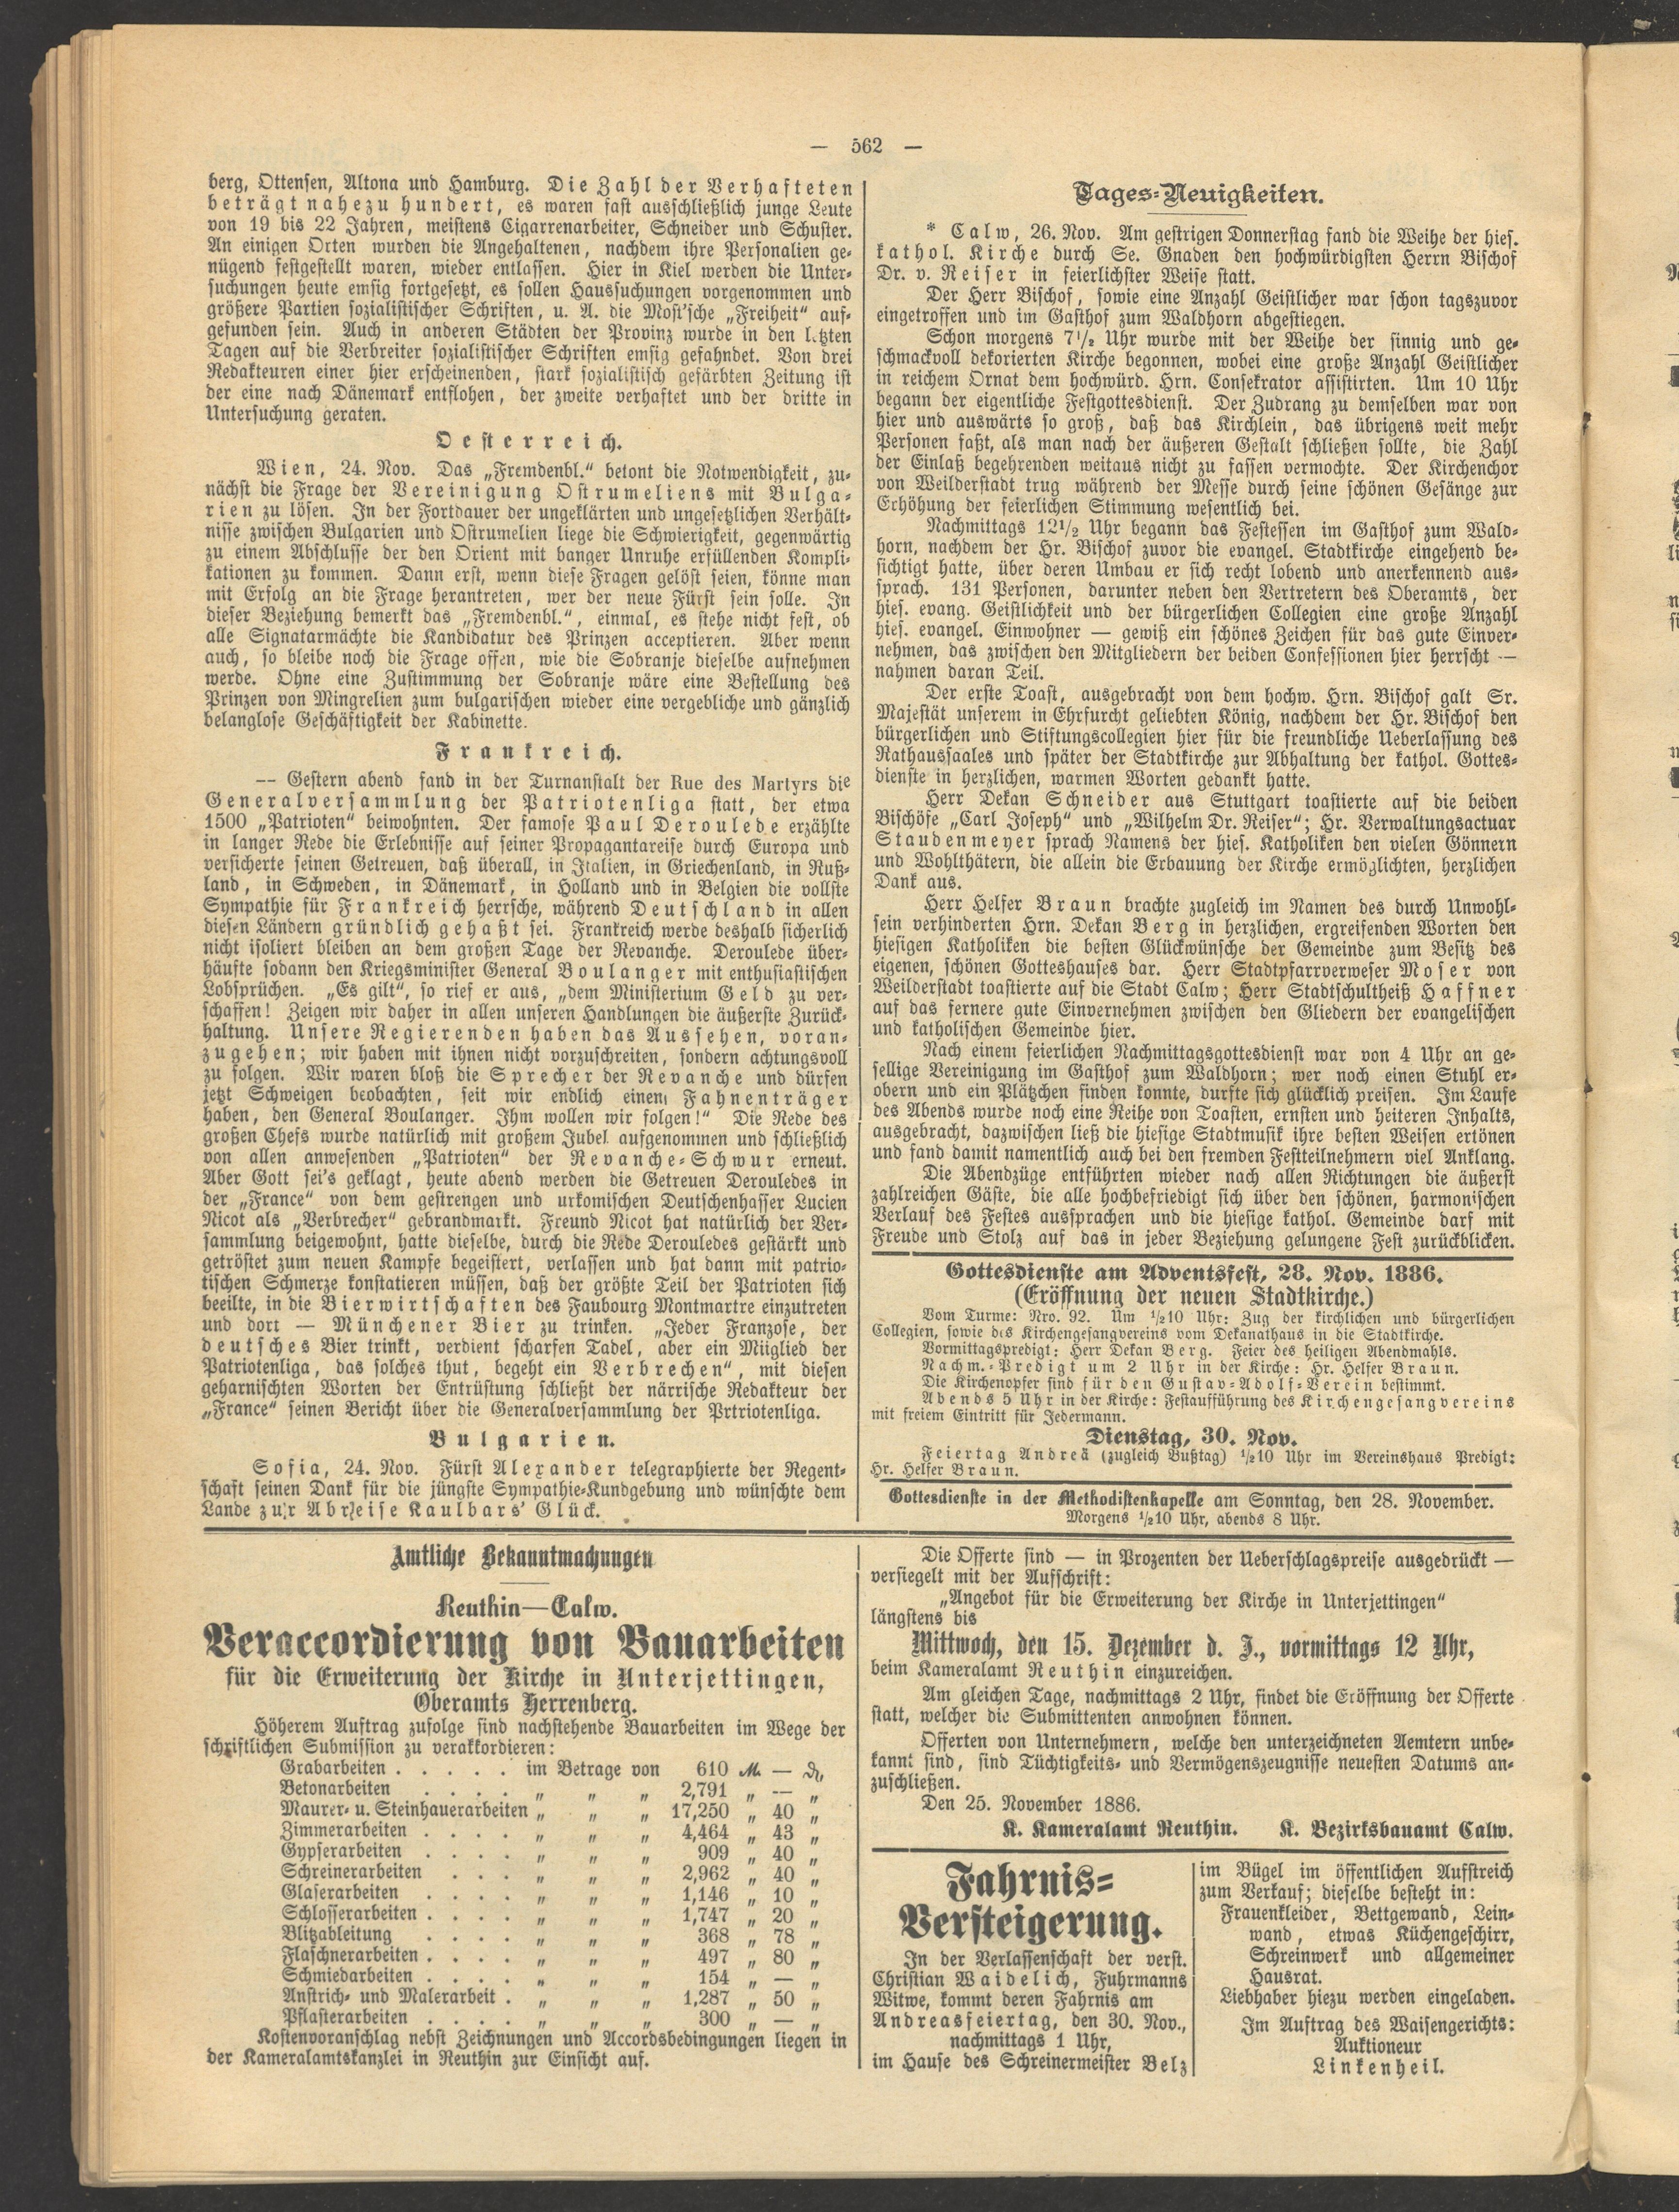 — 562 —
berg, Ottensen, Altona und Hamburg. Die Zahl der Verhafteten
beträgt nahezu hundert, es waren fast ausschließlich junge Leute
von 19 bis 22 Jahren, meistens Cigarrenarbeiter, Schneider und Schuster.
An einigen Orten wurden die Angehaltenen, nachdem ihre Personalien ge-
nügend festgestellt waren, wieder entlassen. Hier in Kiel werden die Unter-
suchungen heute emsig fortgesetzt, es sollen Haussuchungen vorgenommen und
größere Partien sozialistischer Schriften, u. A. die Most'sche „Freiheit“ auf-
gefunden sein. Auch in anderen Städten der Provinz wurde in den l.tzten
Tagen auf die Verbreiter sozialistischer Schriften emsig gefahndet. Von drei
Redakteuren einer hier erscheinenden, stark sozialistisch gefärbten Zeitung ist
der eine nach Dänemark entflohen, der zweite verhaftet und der dritte in
Untersuchung geraten.
Oesterreich.
Wien, 24. Nov. Das „Fremdenbl.“ betont die Notwendigkeit, zu-
nächst die Frage der Vereinigung Ostrumeliens mit Bulga-
rien zu lösen. In der Fortdauer der ungeklärten und ungesetzlichen Verhält-
nisse zwischen Bulgarien und Ostrumelien liege die Schwierigkeit, gegenwärtig
zu einem Abschlusse der den Orient mit banger Unruhe erfüllenden Kompli-
kationen zu kommen. Dann erst, wenn diese Fragen gelöst seien, könne man
mit Erfolg an die Frage herantreten, wer der neue Fürst sein solle. In
dieser Beziehung bemerkt das „Fremdenbl.“, einmal, es stehe nicht fest, ob
alle Signatarmächte die Kandidatur des Prinzen acceptieren. Aber wenn
auch, so bleibe noch die Frage offen, wie die Sobranje dieselbe aufnehmen
werde. Ohne eine Zustimmung der Sobranje wäre eine Bestellung des
Prinzen von Mingrelien zum bulgarischen wieder eine vergebliche und gänzlich
belanglose Geschäftigkeit der Kabinette.
Frankreich.
— Gestern abend fand in der Turnanstalt der Rue des Martyrs die
Generalversammlung der Patriotenliga statt, der etwa
1500 „Patrioten“ beiwohnten. Der famose Paul Deroulede erzählte
in langer Rede die Erlebnisse auf seiner Propagantareise durch Europa und
versicherte seinen Getreuen, daß überall, in Italien, in Griechenland, in Ruß-
land, in Schweden, in Dänemark, in Holland und in Belgien die vollste
Sympathie für Frankreich herrsche, während Deutschland in allen
diesen Ländern gründlich gehaßt sei. Frankreich werde deshalb sicherlich
nicht isoliert bleiben an dem großen Tage der Revanche. Deroulede über-
häufte sodann den Kriegsminister General Boulanger mit enthusiastischen
Lobsprüchen. „Es gilt“, so rief er aus, „dem Ministerium Geld zu ver-
schaffen! Zeigen wir daher in allen unseren Handlungen die äußerste Zurück-
haltung. Unsere Regierenden haben das Aussehen, voran-
zugehen; wir haben mit ihnen nicht vorzuschreiten, sondern achtungsvoll
zu folgen. Wir waren bloß die Sprecher der Revanche und dürfen
jetzt Schweigen beobachten, seit wir endlich einen Fahnenträger
haben, den General Boulanger. Ihm wollen wir folgen!“ Die Rede des
großen Chefs wurde natürlich mit großem Jubel aufgenommen und schließlich
von allen anwesenden „Patrioten“ der Revanche-Schwur erneut.
Aber Gott sei's geklagt, heute abend werden die Getreuen Derouledes in
der „France“ von dem gestrengen und urkomischen Deutschenhasser Lucien
Nicot als „Verbrecher“ gebrandmarkt. Freund Nicot hat natürlich der Ver-
sammlung beigewohnt, hatte dieselbe, durch die Rede Derouledes gestärkt und
getröstet zum neuen Kampfe begeistert, verlassen und hat dann mit patrio-
tischen Schmerze konstatieren müssen, daß der größte Teil der Patrioten sich
beeilte, in die Bierwirtschaften des Faubourg Montmartre einzutreten
und dort — Münchener Bier zu trinken. „Jeder Franzose, der
deutsches Bier trinkt, verdient scharfen Tadel, aber ein Mitglied der
Patriotenliga, das solches thut, begeht ein Verbrechen“, mit diesen
geharnischten Worten der Entrüstung schließt der närrische Redakteur der
„France“ seinen Bericht über die Generalversammlung der Prtriotenliga.
Bulgarien.
Sofia, 24. Nov. Fürst Alexander telegraphierte der Regent-
schaft seinen Dank für die jüngste Sympathie-Kundgebung und wünschte dem
Lande zur Abreise Kaulbars' Glück.
Tages-Neuigkeiten.
* Calw, 26. Nov. Am gestrigen Donnerstag fand die Weihe der hies.
kathol. Kirche durch Se. Gnaden den hochwürdigsten Herrn Bischof
Dr. v. Reiser in feierlichster Weise statt.
Der Herr Bischof, sowie eine Anzahl Geistlicher war schon tagszuvor
eingetroffen und im Gasthof zum Waldhorn abgestiegen.
Schon morgens 7½ Uhr wurde mit der Weihe der sinnig und ge-
schmackvoll dekorierten Kirche begonnen, wobei eine große Anzahl Geistlicher
in reichem Ornat dem hochwürd. Hrn. Consekrator assistirten. Um 10 Uhr
begann der eigentliche Festgottesdienst. Der Zudrang zu demselben war von
hier und auswärts so groß, daß das Kirchlein, das übrigens weit mehr
Personen faßt, als man nach der äußeren Gestalt schließen sollte, die Zahl
der Einlaß begehrenden weitaus nicht zu fassen vermochte. Der Kirchenchor
von Weilderstadt trug während der Messe durch seine schönen Gesänge zur
Erhöhung der feierlichen Stimmung wesentlich bei.
Nachmittags 12½ Uhr begann das Festessen im Gasthof zum Wald-
horn, nachdem der Hr. Bischof zuvor die evangel. Stadtkirche eingehend be-
sichtigt hatte, über deren Umbau er sich recht lobend und anerkennend aus-
sprach. 131 Personen, darunter neben den Vertretern des Oberamts, der
hies. evang. Geistlichkeit und der bürgerlichen Collegien eine große Anzahl
hies. evangel. Einwohner — gewiß ein schönes Zeichen für das gute Einver-
nehmen, das zwischen den Mitgliedern der beiden Confessionen hier herrscht —
nahmen daran Teil.
Der erste Toast, ausgebracht von dem hochw. Hrn. Bischof galt Sr.
Majestät unserem in Ehrfurcht geliebten König, nachdem der Hr. Bischof den
bürgerlichen und Stiftungscollegien hier für die freundliche Ueberlassung des
Rathaussaales und später der Stadtkirche zur Abhaltung der kathol. Gottes-
dienste in herzlichen, warmen Worten gedankt hatte.
Herr Dekan Schneider aus Stuttgart toastierte auf die beiden
Bischöfe „Carl Joseph“ und „Wilhelm Dr. Reiser“; Hr. Verwaltungsactuar
Staudenmeyer sprach Namens der hies. Katholiken den vielen Gönnern
und Wohlthätern, die allein die Erbauung der Kirche ermöglichten, herzlichen
Dank aus.
Herr Helfer Braun brachte zugleich im Namen des durch Unwohl-
sein verhinderten Hrn. Dekan Berg in herzlichen, ergreifenden Worten den
hiesigen Katholiken die besten Glückwünsche der Gemeinde zum Besitz des
eigenen, schönen Gotteshauses dar. Herr Stadtpfarrverweser Moser von
Weilderstadt toastierte auf die Stadt Calw; Herr Stadtschultheiß Haffner
auf das fernere gute Einvernehmen zwischen den Gliedern der evangelischen
und katholischen Gemeinde hier.
Nach einem feierlichen Nachmittagsgottesdienst war von 4 Uhr an ge-
sellige Vereinigung im Gasthof zum Waldhorn; wer noch einen Stuhl er-
obern und ein Plätzchen finden konnte, durfte sich glücklich preisen. Im Laufe
des Abends wurde noch eine Reihe von Toasten, ernsten und heiteren Inhalts,
ausgebracht, dazwischen ließ die hiesige Stadtmusik ihre besten Weisen ertönen
und fand damit namentlich auch bei den fremden Festteilnehmern viel Anklang.
Die Abendzüge entführten wieder nach allen Richtungen die äußerst
zahlreichen Gäste, die alle hochbefriedigt sich über den schönen, harmonischen
Verlauf des Festes aussprachen und die hiesige kathol. Gemeinde darf mit
Freude und Stolz auf das in jeder Beziehung gelungene Fest zurückblicken.
Gottesdienste am Adventsfest, 28. Nov. 1886.
(Eröffnung der neuen Stadtkirche.)
Vom Turme: Nro. 92. Um ½10 Uhr: Zug der kirchlichen und bürgerlichen
Collegien, sowie des Kirchengesangvereins vom Dekanathaus in die Stadtkirche.
Vormittagspredigt: Herr Dekan Berg. Feier des heiligen Abendmahls.
Nachm.-Predigt um 2 Uhr in der Kirche: Hr. Helfer Braun.
Die Kirchenopfer sind für den Gustav-Adolf-Verein bestimmt.
Abends 5 Uhr in der Kirche: Festaufführung des Kirchengesangvereins
mit freiem Eintritt für Jedermann.
Dienstag, 30. Nov.
Feiertag Andreä (zugleich Bußtag) ½10 Uhr im Vereinshaus Predigt:
Hr. Helfer Braun.
Gottesdienste in der Methodistenkapelle am Sonntag, den 28. November.
Morgens ½10 Uhr, abends 8 Uhr.
Amtliche Bekanntmachungen
Reuthin—Calw.
Veraccordierung von Bauarbeiten
für die Erweiterung der Kirche in Unterjettingen,
Oberamts Herrenberg.
Höherem Auftrag zufolge sind nachstehende Bauarbeiten im Wege der
schriftlichen Submission zu verakkordieren:
Grabarbeiten . . . . . im Betrage von 610 M. — Pf.
Betonarbeiten . . . . „ „ „ 2,791 „ — „
Maurer- u. Steinhauerarbeiten „ „ „ 17,250 „ 40 „
Zimmerarbeiten . . . . „ „ „ 4,464 „ 43 „
Gypserarbeiten . . . . „ „ „ 909 „ 40 „
Schreinerarbeiten . . . „ „ „ 2,962 „ 40 „
Glaserarbeiten . . . . „ „ „ 1,146 „ 10 „
Schlosserarbeiten . . . . „ „ „ 1,747 „ 20 „
Blitzableitung . . . . „ „ „ 368 „ 78 „
Flaschnerarbeiten . . . . „ „ „ 497 „ 80 „
Schmiedarbeiten . . . . „ „ „ 154 „ — „
Anstrich- und Malerarbeit . „ „ „ 1,287 „ 50 „
Pflasterarbeiten . . . . „ „ „ 300 „ — „
Kostenvoranschlag nebst Zeichnungen und Accordsbedingungen liegen in
der Kameralamtskanzlei in Reuthin zur Einsicht auf.
Die Offerte sind — in Prozenten der Ueberschlagspreise ausgedrückt —
versiegelt mit der Aufschrift:
„Angebot für die Erweiterung der Kirche in Unterjettingen“
längstens bis
Mittwoch, den 15. Dezember d. J., vormittags 12 Uhr,
beim Kameralamt Reuthin einzureichen.
Am gleichen Tage, nachmittags 2 Uhr, findet die Eröffnung der Offerte
statt, welcher die Submittenten anwohnen können.
Offerten von Unternehmern, welche den unterzeichneten Aemtern unbe-
kannt sind, sind Tüchtigkeits- und Vermögenszeugnisse neuesten Datums an-
zuschließen.
Den 25. November 1886.
K. Kameralamt Reuthin. K. Bezirksbauamt Calw.
Fahrnis-
Versteigerung.
In der Verlassenschaft der verst.
Christian Waidelich, Fuhrmanns
Witwe, kommt deren Fahrnis am
Andreasfeiertag, den 30. Nov.,
nachmittags 1 Uhr,
im Hause des Schreinermeister Belz
im Bügel im öffentlichen Aufstreich
zum Verkauf; dieselbe besteht in:
Frauenkleider, Bettgewand, Lein-
wand, etwas Küchengeschirr,
Schreinwerk und allgemeiner
Hausrat.
Liebhaber hiezu werden eingeladen.
Im Auftrag des Waisengerichts:
Auktioneur
Linkenheil.